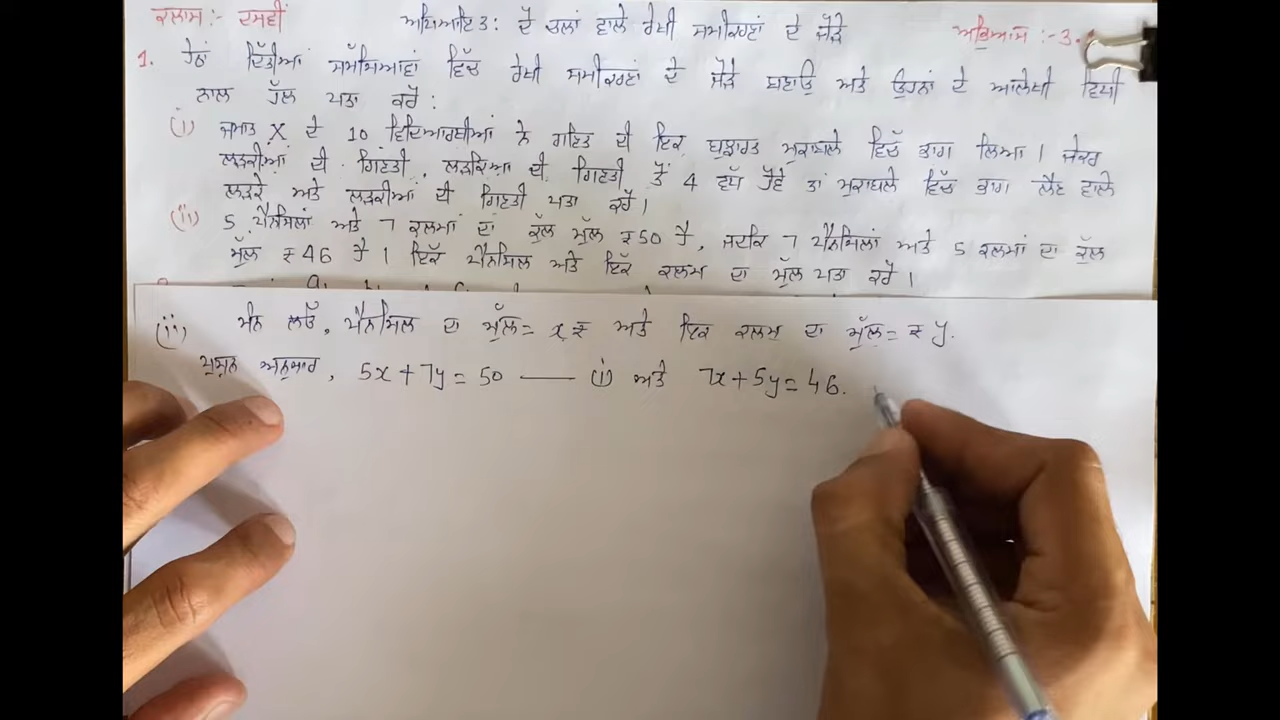 ਕਲਾਸ :- ਦਸਵੀਂ ਅਧਿਆਇ 3: ਦੋ ਚਲਾਂ ਵਾਲੇ ਰੇਖੀ ਸਮੀਕਰਣਾਂ ਦੇ ਜੋੜੇ ਅਭਿਆਸ :- 3.
1. ਹੇਠਾਂ ਦਿੱਤੀਆਂ ਸਮੱਸਿਆਵਾਂ ਵਿੱਚ ਰੇਖੀ ਸਮੀਕਰਣਾਂ ਦੇ ਜੋੜੇ ਬਣਾਓ ਅਤੇ ਉਹਨਾਂ ਦੇ ਆਲੇਖੀ ਵਿਧੀ
ਨਾਲ ਹੱਲ ਪਤਾ ਕਰੋ :
(i) ਜਮਾਤ X ਦੇ 10 ਵਿਦਿਆਰਥੀਆਂ ਨੇ ਗਣਿਤ ਦੀ ਇਕ ਬੁਝਾਰਤ ਮੁਕਾਬਲੇ ਵਿਚ ਭਾਗ ਲਿਆ। ਜੇਕਰ
ਲੜਕੀਆਂ ਦੀ ਗਿਣਤੀ, ਲੜਕਿਆਂ ਦੀ ਗਿਣਤੀ ਤੋਂ 4 ਵੱਧ ਹੋਵੇ ਤਾਂ ਮੁਕਾਬਲੇ ਵਿੱਚ ਭਾਗ ਲੈਣ ਵਾਲੇ
ਲੜਕੇ ਅਤੇ ਲੜਕੀਆਂ ਦੀ ਗਿਣਤੀ ਪਤਾ ਕਰੋ।
(ii) 5 ਪੈਨਸਿਲਾਂ ਅਤੇ 7 ਕਲਮਾਂ ਦਾ ਕੁੱਲ ਮੁੱਲ ₹50 ਹੈ, ਜਦਕਿ 7 ਪੈਨਸਿਲਾਂ ਅਤੇ 5 ਕਲਮਾਂ ਦਾ ਕੁੱਲ
ਮੁੱਲ ₹46 ਹੈ। ਇੱਕ ਪੈਨਸਿਲ ਅਤੇ ਇੱਕ ਕਲਮ ਦਾ ਮੁੱਲ ਪਤਾ ਕਰੋ।
(ii) ਮੰਨ ਲਓ, ਪੈਨਸਿਲ ਦਾ ਮੁੱਲ = x ₹ ਅਤੇ ਇਕ ਕਲਮ ਦਾ ਮੁੱਲ = ₹ y.
ਪ੍ਰਸ਼ਨ ਅਨੁਸਾਰ, 5x + 7y = 50 —— (i) ਅਤੇ 7x + 5y = 46.